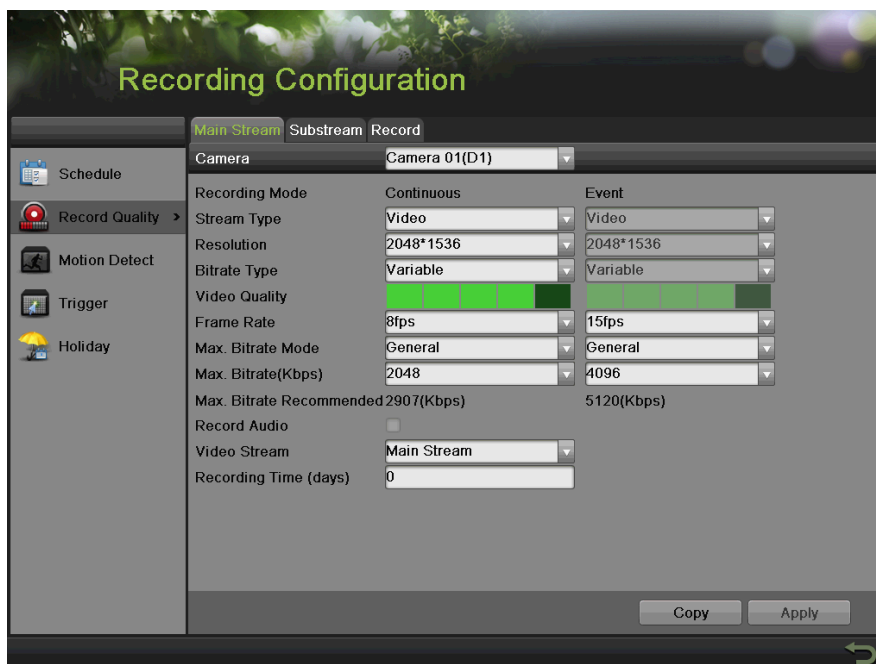 Recording Configuration
Main Stream Substream Record
Camera Camera 01(D1)
Schedule
Record Quality >
Motion Detect
Trigger
Holiday
Recording Mode Continuous Event
Stream Type Video Video
Resolution 2048*1536 2048*1536
Bitrate Type Variable Variable
Video Quality
Frame Rate 8fps 15fps
Max. Bitrate Mode General General
Max. Bitrate(Kbps) 2048 4096
Max. Bitrate Recommended 2907(Kbps) 5120(Kbps)
Record Audio
Video Stream Main Stream
Recording Time (days) 0
Copy Apply